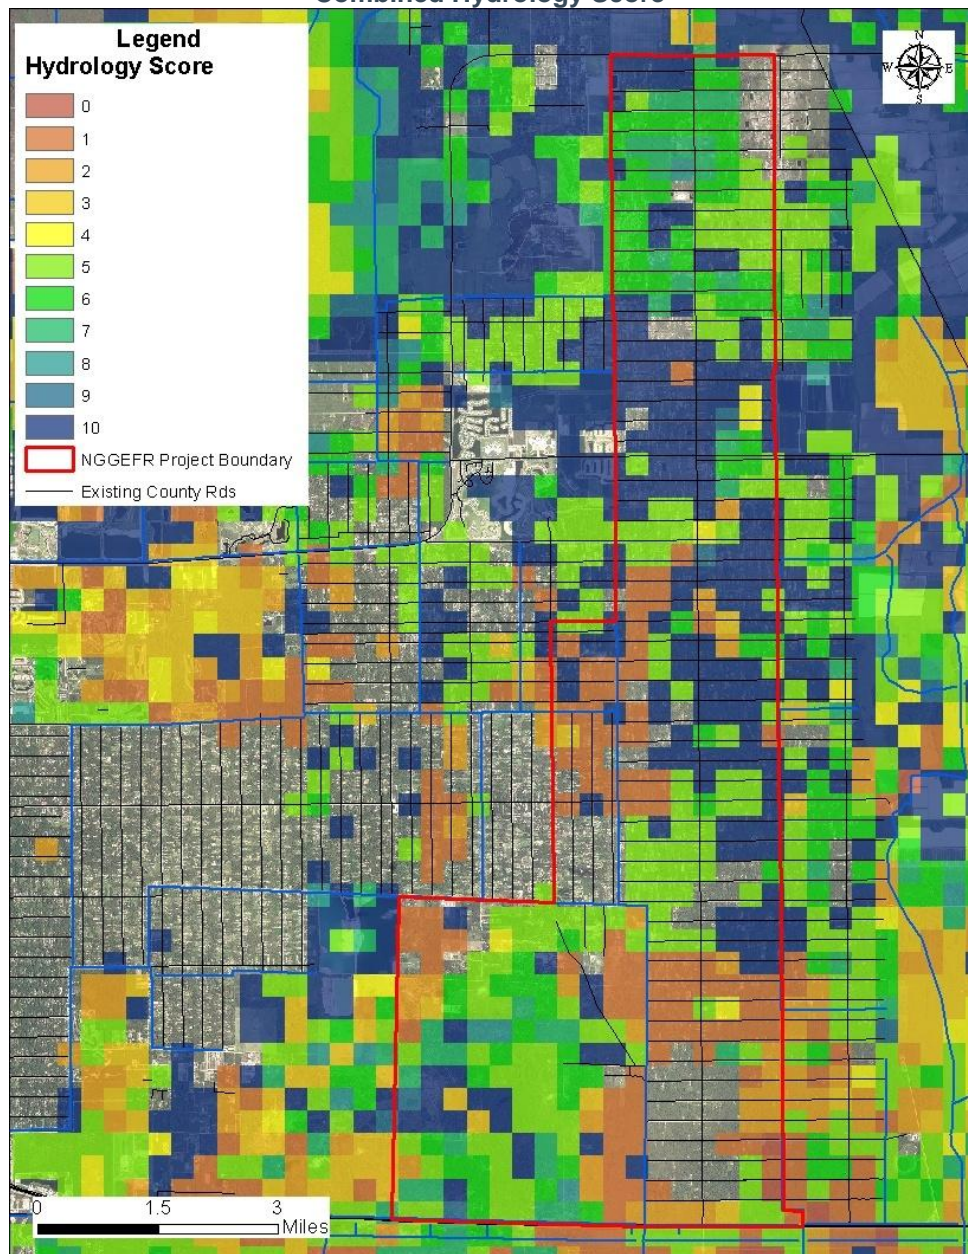 Combined Hydrology Score
Legend
Hydrology Score
0
1
2
3
4
5
6
7
8
9
10
NGGEFR Project Boundary
Existing County Rds
N
W E
S
0 1.5 3
Miles